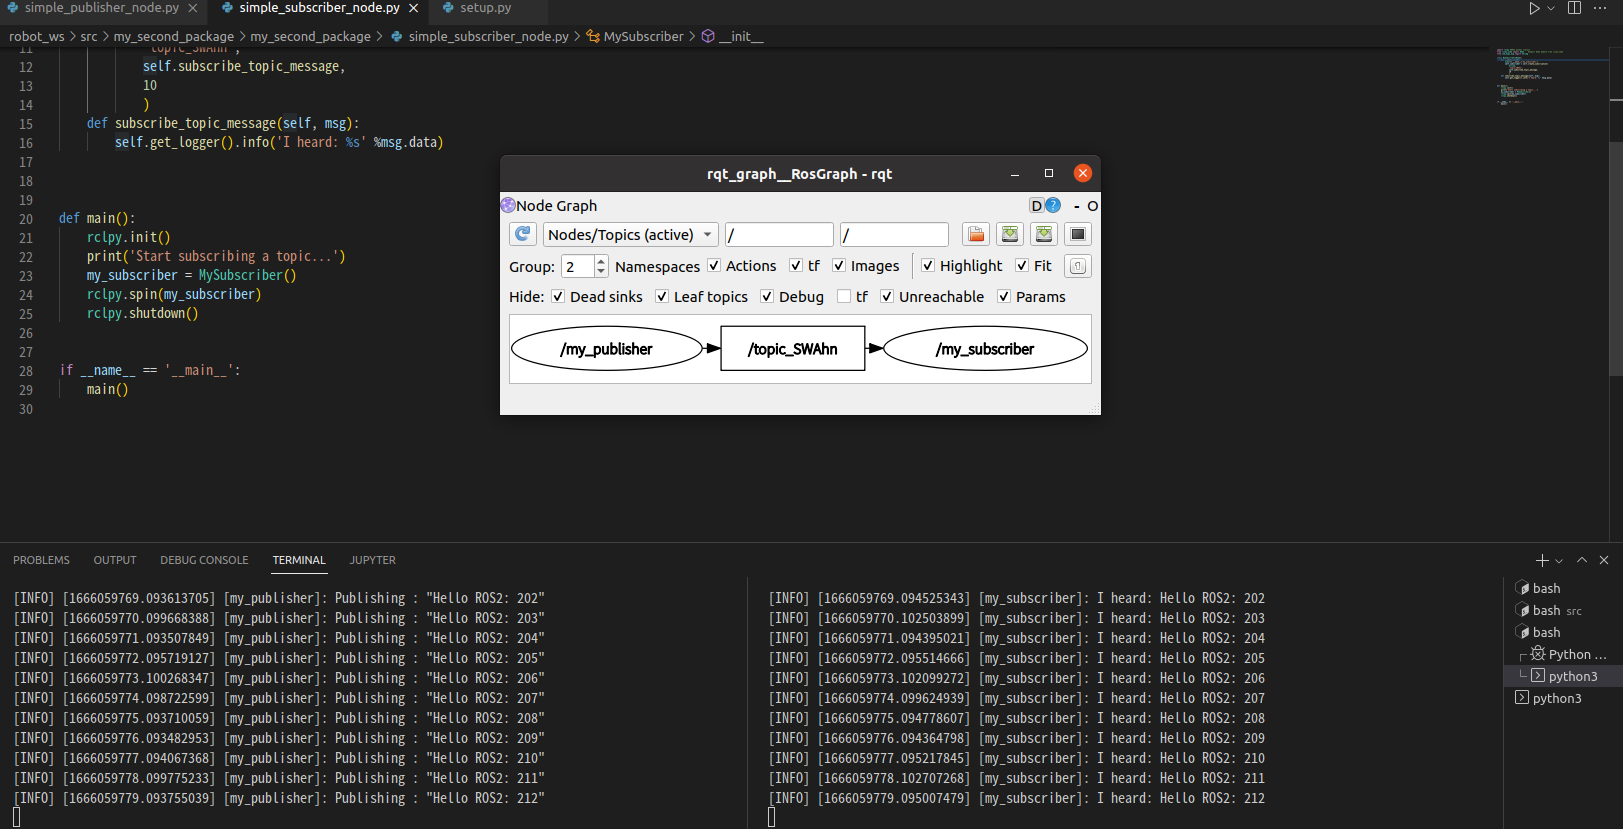 simple_publisher_node.py simple_subscriber_node.py setup.py
robot_ws > src > my_second_package > my_second_package > simple_subscriber_node.py > MySubscriber > __init__
11 'topic_SWAhn',
12 self.subscribe_topic_message,
13 10
14 )
15 def subscribe_topic_message(self, msg):
16 self.get_logger().info('I heard: %s' %msg.data)
17
18
19
20 def main():
21 rclpy.init()
22 print('Start subscribing a topic...')
23 my_subscriber = MySubscriber()
24 rclpy.spin(my_subscriber)
25 rclpy.shutdown()
26
27
28 if __name__ == '__main__':
29 main()
30
rqt_graph__RosGraph - rqt
Node Graph D ? - O
Nodes/Topics (active) / /
Group: 2 Namespaces Actions tf Images Highlight Fit
Hide: Dead sinks Leaf topics Debug tf Unreachable Params
/my_publisher /topic_SWAhn /my_subscriber
PROBLEMS OUTPUT DEBUG CONSOLE TERMINAL JUPYTER
[INFO] [1666059769.093613705] [my_publisher]: Publishing : "Hello ROS2: 202"
[INFO] [1666059770.099668388] [my_publisher]: Publishing : "Hello ROS2: 203"
[INFO] [1666059771.093507849] [my_publisher]: Publishing : "Hello ROS2: 204"
[INFO] [1666059772.095719127] [my_publisher]: Publishing : "Hello ROS2: 205"
[INFO] [1666059773.100268347] [my_publisher]: Publishing : "Hello ROS2: 206"
[INFO] [1666059774.098722599] [my_publisher]: Publishing : "Hello ROS2: 207"
[INFO] [1666059775.093710059] [my_publisher]: Publishing : "Hello ROS2: 208"
[INFO] [1666059776.093482953] [my_publisher]: Publishing : "Hello ROS2: 209"
[INFO] [1666059777.094067368] [my_publisher]: Publishing : "Hello ROS2: 210"
[INFO] [1666059778.099775233] [my_publisher]: Publishing : "Hello ROS2: 211"
[INFO] [1666059779.093755039] [my_publisher]: Publishing : "Hello ROS2: 212"
[INFO] [1666059769.094525343] [my_subscriber]: I heard: Hello ROS2: 202
[INFO] [1666059770.102503899] [my_subscriber]: I heard: Hello ROS2: 203
[INFO] [1666059771.094395021] [my_subscriber]: I heard: Hello ROS2: 204
[INFO] [1666059772.095514666] [my_subscriber]: I heard: Hello ROS2: 205
[INFO] [1666059773.102099272] [my_subscriber]: I heard: Hello ROS2: 206
[INFO] [1666059774.099624939] [my_subscriber]: I heard: Hello ROS2: 207
[INFO] [1666059775.094778607] [my_subscriber]: I heard: Hello ROS2: 208
[INFO] [1666059776.094364798] [my_subscriber]: I heard: Hello ROS2: 209
[INFO] [1666059777.095217845] [my_subscriber]: I heard: Hello ROS2: 210
[INFO] [1666059778.102707268] [my_subscriber]: I heard: Hello ROS2: 211
[INFO] [1666059779.095007479] [my_subscriber]: I heard: Hello ROS2: 212
bash
bash src
bash
Python ...
python3
python3